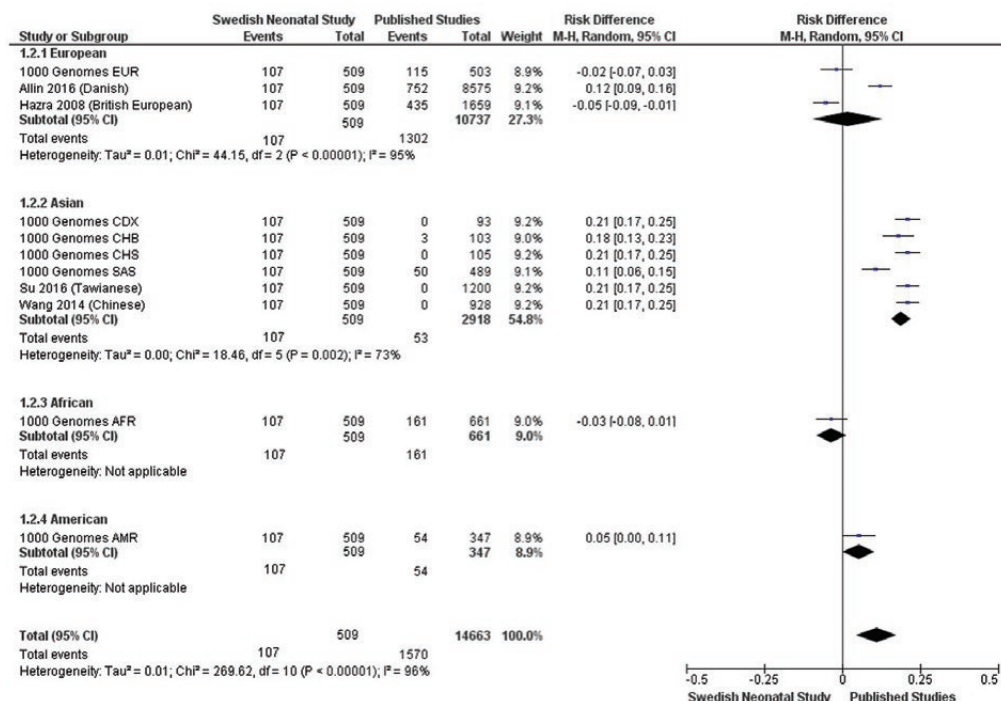 Swedish Neonatal Study Published Studies Risk Difference Risk Difference
Study or Subgroup Events Total Events Total Weight M-H, Random, 95% CI M-H, Random, 95% CI
1.2.1 European
1000 Genomes EUR 107 509 115 503 8.9% -0.02 [-0.07, 0.03]
Allin 2016 (Danish) 107 509 752 8575 9.2% 0.12 [0.09, 0.16]
Hazra 2008 (British European) 107 509 435 1659 9.1% -0.05 [-0.09, -0.01]
Subtotal (95% CI) 509 10737 27.3%
Total events 107 1302
Heterogeneity: Tau² = 0.01; Chi² = 44.15, df = 2 (P < 0.00001); I² = 95%
1.2.2 Asian
1000 Genomes CDX 107 509 0 93 9.2% 0.21 [0.17, 0.25]
1000 Genomes CHB 107 509 3 103 9.0% 0.18 [0.13, 0.23]
1000 Genomes CHS 107 509 0 105 9.2% 0.21 [0.17, 0.25]
1000 Genomes SAS 107 509 50 489 9.1% 0.11 [0.06, 0.15]
Su 2016 (Tawianese) 107 509 0 1200 9.2% 0.21 [0.17, 0.25]
Wang 2014 (Chinese) 107 509 0 928 9.2% 0.21 [0.17, 0.25]
Subtotal (95% CI) 509 2918 54.8%
Total events 107 53
Heterogeneity: Tau² = 0.00; Chi² = 18.46, df = 5 (P = 0.002); I² = 73%
1.2.3 African
1000 Genomes AFR 107 509 161 661 9.0% -0.03 [-0.08, 0.01]
Subtotal (95% CI) 509 661 9.0%
Total events 107 161
Heterogeneity: Not applicable
1.2.4 American
1000 Genomes AMR 107 509 54 347 8.9% 0.05 [0.00, 0.11]
Subtotal (95% CI) 509 347 8.9%
Total events 107 54
Heterogeneity: Not applicable
Total (95% CI) 509 14663 100.0%
Total events 107 1570
Heterogeneity: Tau² = 0.01; Chi² = 269.62, df = 10 (P < 0.00001); I² = 96%
-0.5 -0.25 0 0.25 0.5
Swedish Neonatal Study Published Studies